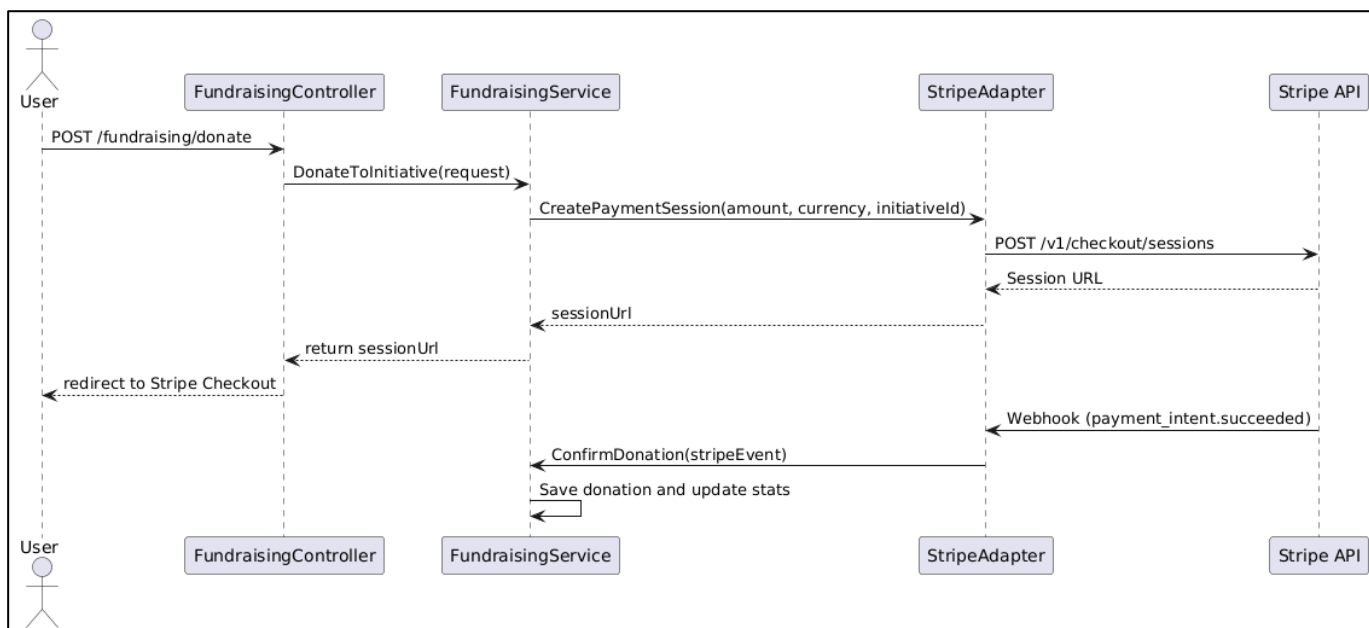 User
FundraisingController
FundraisingService
StripeAdapter
Stripe API
POST /fundraising/donate
DonateToInitiative(request)
CreatePaymentSession(amount, currency, initiativeId)
POST /v1/checkout/sessions
Session URL
sessionUrl
return sessionUrl
redirect to Stripe Checkout
Webhook (payment_intent.succeeded)
ConfirmDonation(stripeEvent)
Save donation and update stats
User
FundraisingController
FundraisingService
StripeAdapter
Stripe API